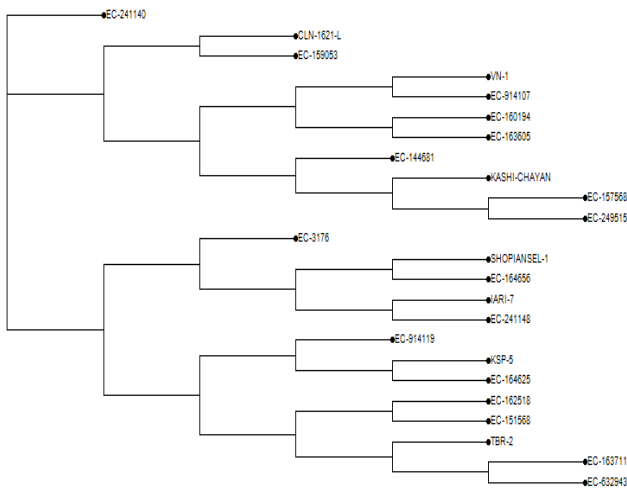 EC-241140
CLN-1621-L
EC-159053
VN-1
EC-914107
EC-160194
EC-163605
EC-144681
KASHI-CHAYAN
EC-157568
EC-249515
EC-3176
SHOPIANSEL-1
EC-164656
IARI-7
EC-241148
EC-914119
KSP-5
EC-164625
EC-162518
EC-151568
TBR-2
EC-163711
EC-632943